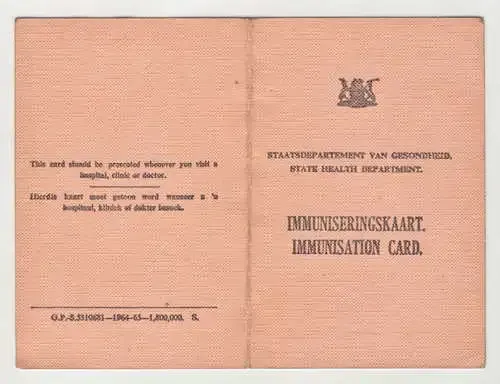 This card should be presented whenever you visit a
hospital, clinic or doctor.
Hierdie kaart moet getoon word wanneer u 'n
hospitaal, kliniek of dokter besoek.
G.P.-S.5310681—1964-65—1,800,000. S.
STAATSDEPARTEMENT VAN GESONDHEID.
STATE HEALTH DEPARTMENT.
IMMUNISERINGSKAART.
IMMUNISATION CARD.